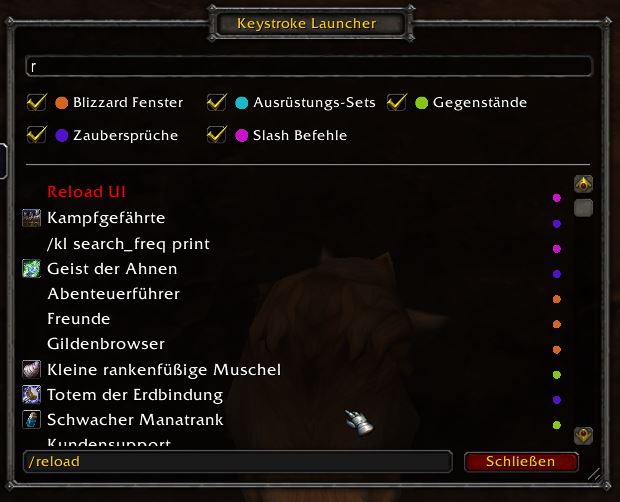 Keystroke Launcher
r
Blizzard Fenster Ausrüstungs-Sets Gegenstände
Zaubersprüche Slash Befehle
Reload UI
Kampfgefährte
/kl search_freq print
Geist der Ahnen
Abenteuerführer
Freunde
Gildenbrowser
Kleine rankenfüßige Muschel
Totem der Erdbindung
Schwacher Manatrank
Kundensupport
/reload Schließen